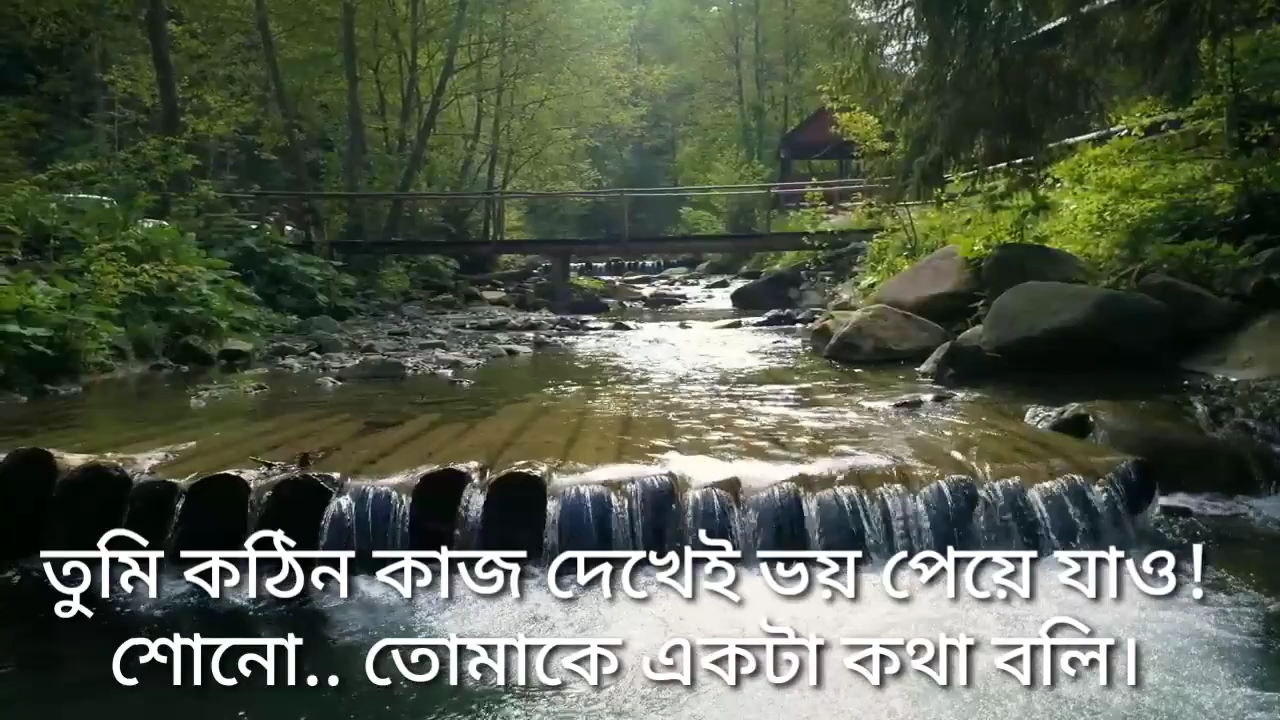 তুমি কঠিন কাজ দেখেই ভয় পেয়ে যাও!
শোনো.. তোমাকে একটা কথা বলি।